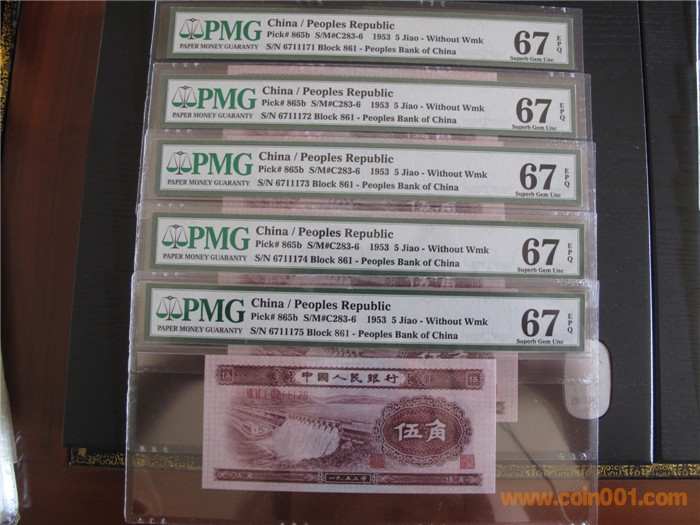 PMG
PAPER MONEY GUARANTY
China / Peoples Republic
Pick# 865b S/M#C283-6 1953 5 Jiao - Without Wmk
S/N 6711171 Block 861 - Peoples Bank of China
67 EPQ
Superb Gem Unc
PMG
PAPER MONEY GUARANTY
China / Peoples Republic
Pick# 865b S/M#C283-6 1953 5 Jiao - Without Wmk
S/N 6711172 Block 861 - Peoples Bank of China
67 EPQ
Superb Gem Unc
PMG
PAPER MONEY GUARANTY
China / Peoples Republic
Pick# 865b S/M#C283-6 1953 5 Jiao - Without Wmk
S/N 6711173 Block 861 - Peoples Bank of China
67 EPQ
Superb Gem Unc
PMG
PAPER MONEY GUARANTY
China / Peoples Republic
Pick# 865b S/M#C283-6 1953 5 Jiao - Without Wmk
S/N 6711174 Block 861 - Peoples Bank of China
67 EPQ
Superb Gem Unc
PMG
PAPER MONEY GUARANTY
China / Peoples Republic
Pick# 865b S/M#C283-6 1953 5 Jiao - Without Wmk
S/N 6711175 Block 861 - Peoples Bank of China
67 EPQ
Superb Gem Unc
中國人民銀行
伍角
一九五三年
www.coin001.com